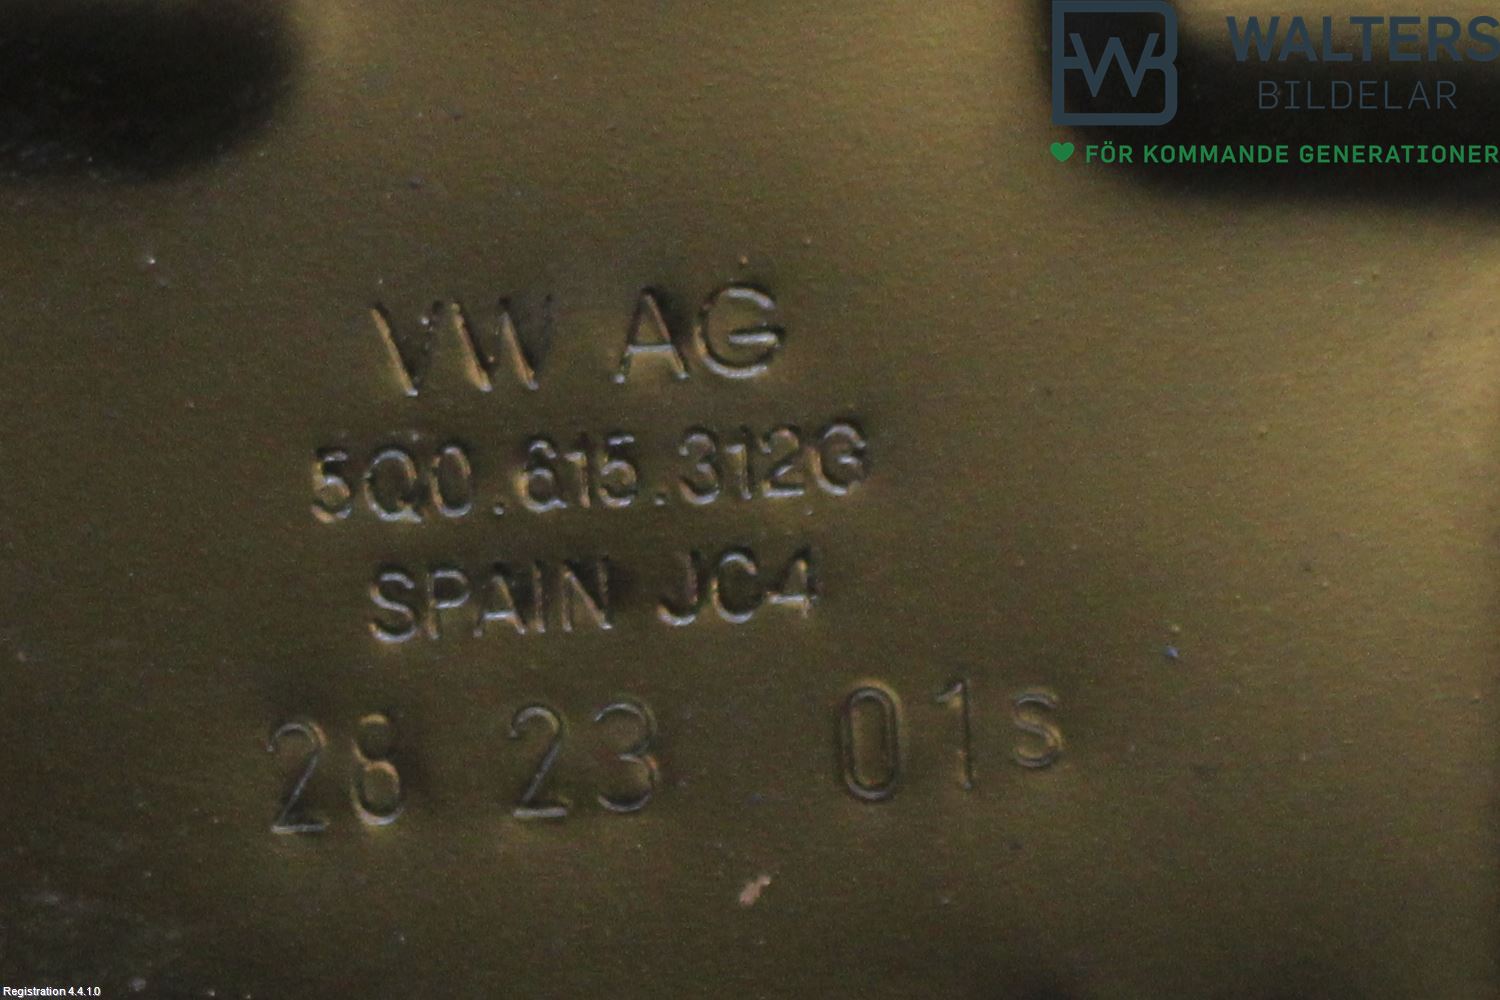 WALTERS
BILDELAR
FÖR KOMMANDE GENERATIONER
VW AG
5Q0.615.312G
SPAIN JC4
28 23 01s
Registration 4.4.1.0